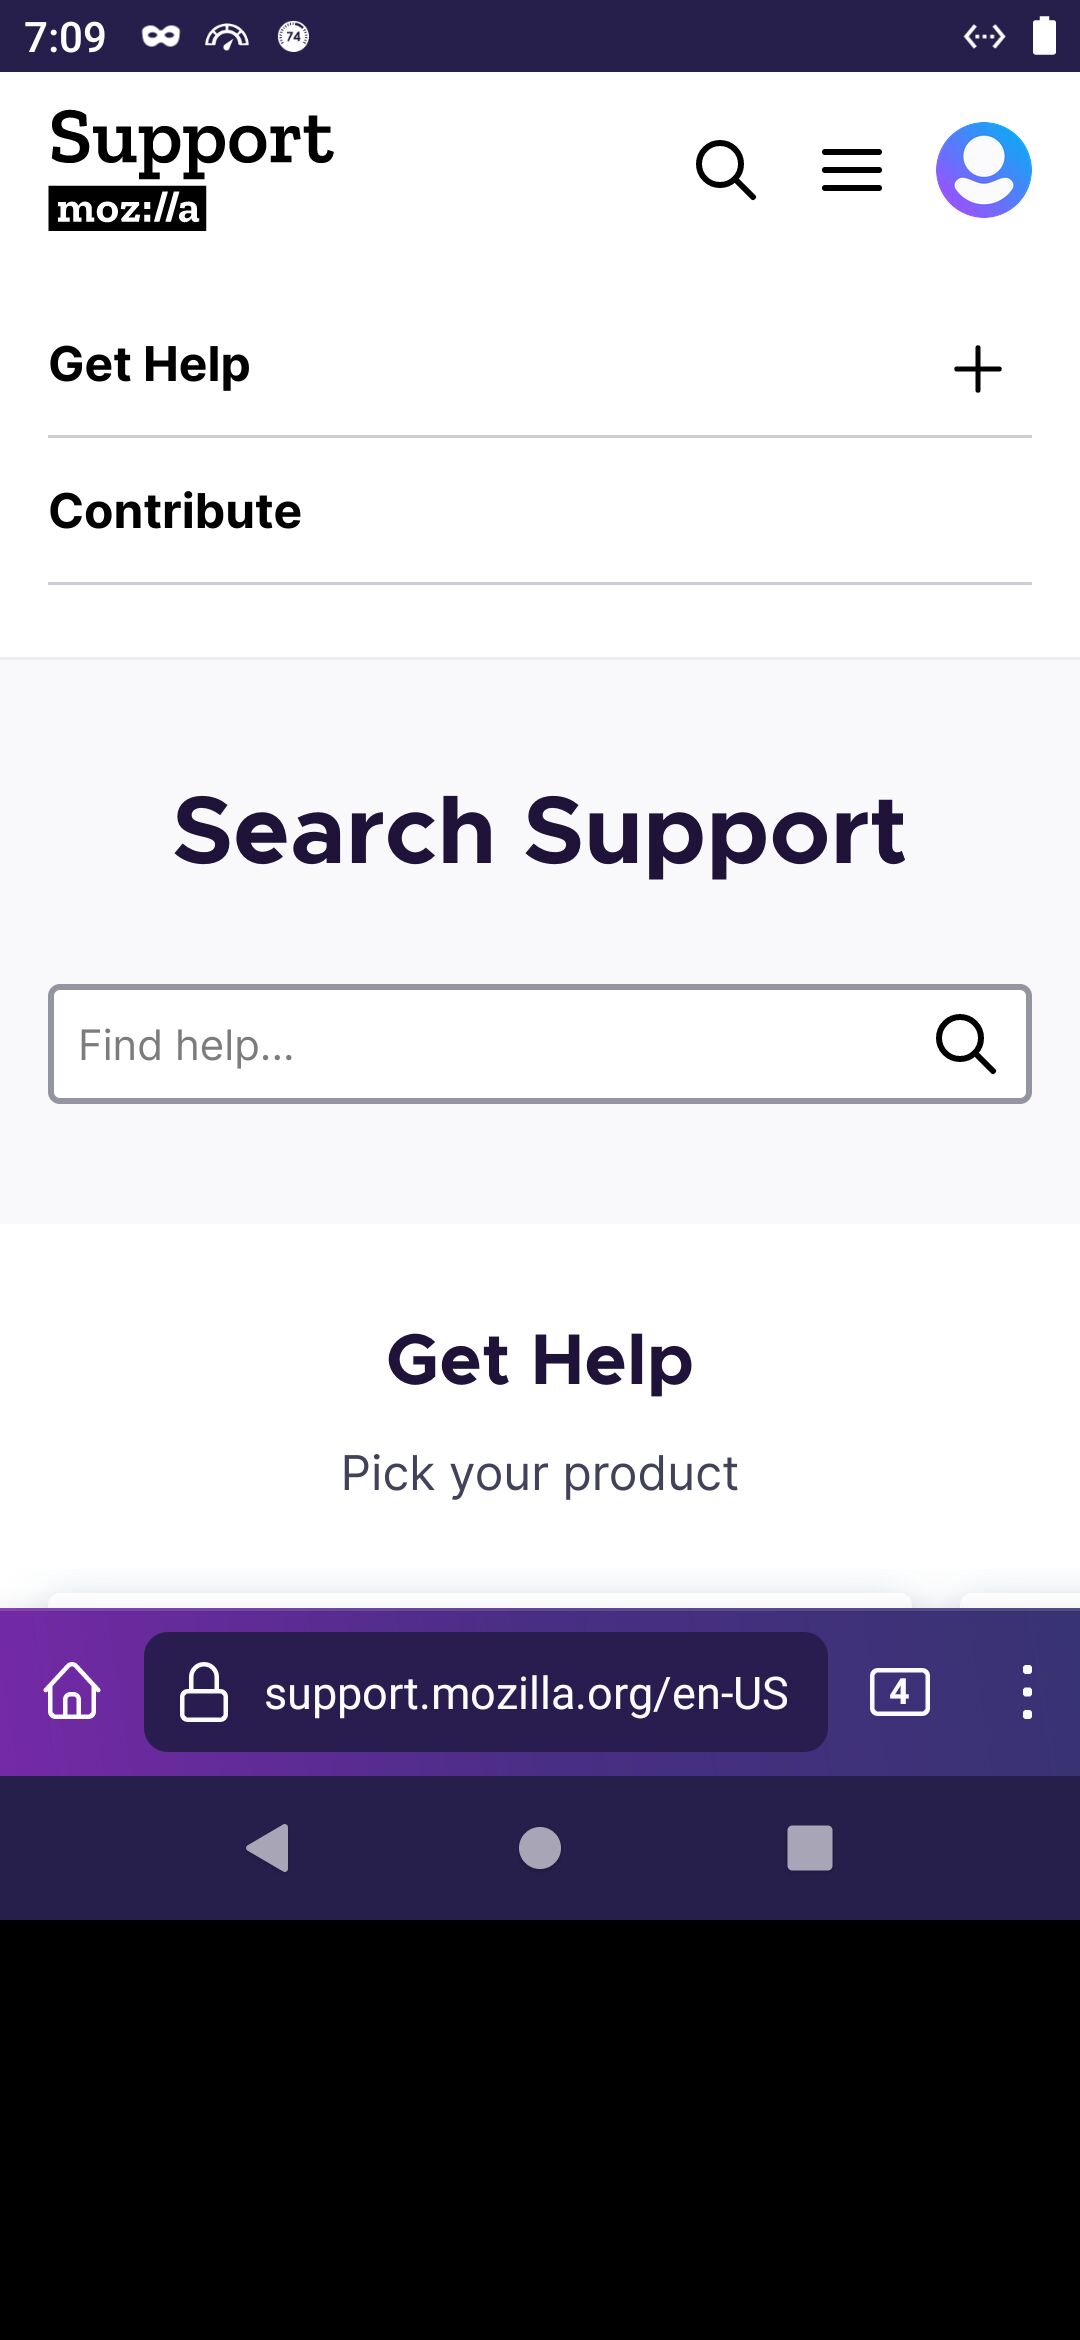 7:09
74
Support
moz://a
Get Help
Contribute
Search Support
Find help...
Get Help
Pick your product
support.mozilla.org/en-US
4